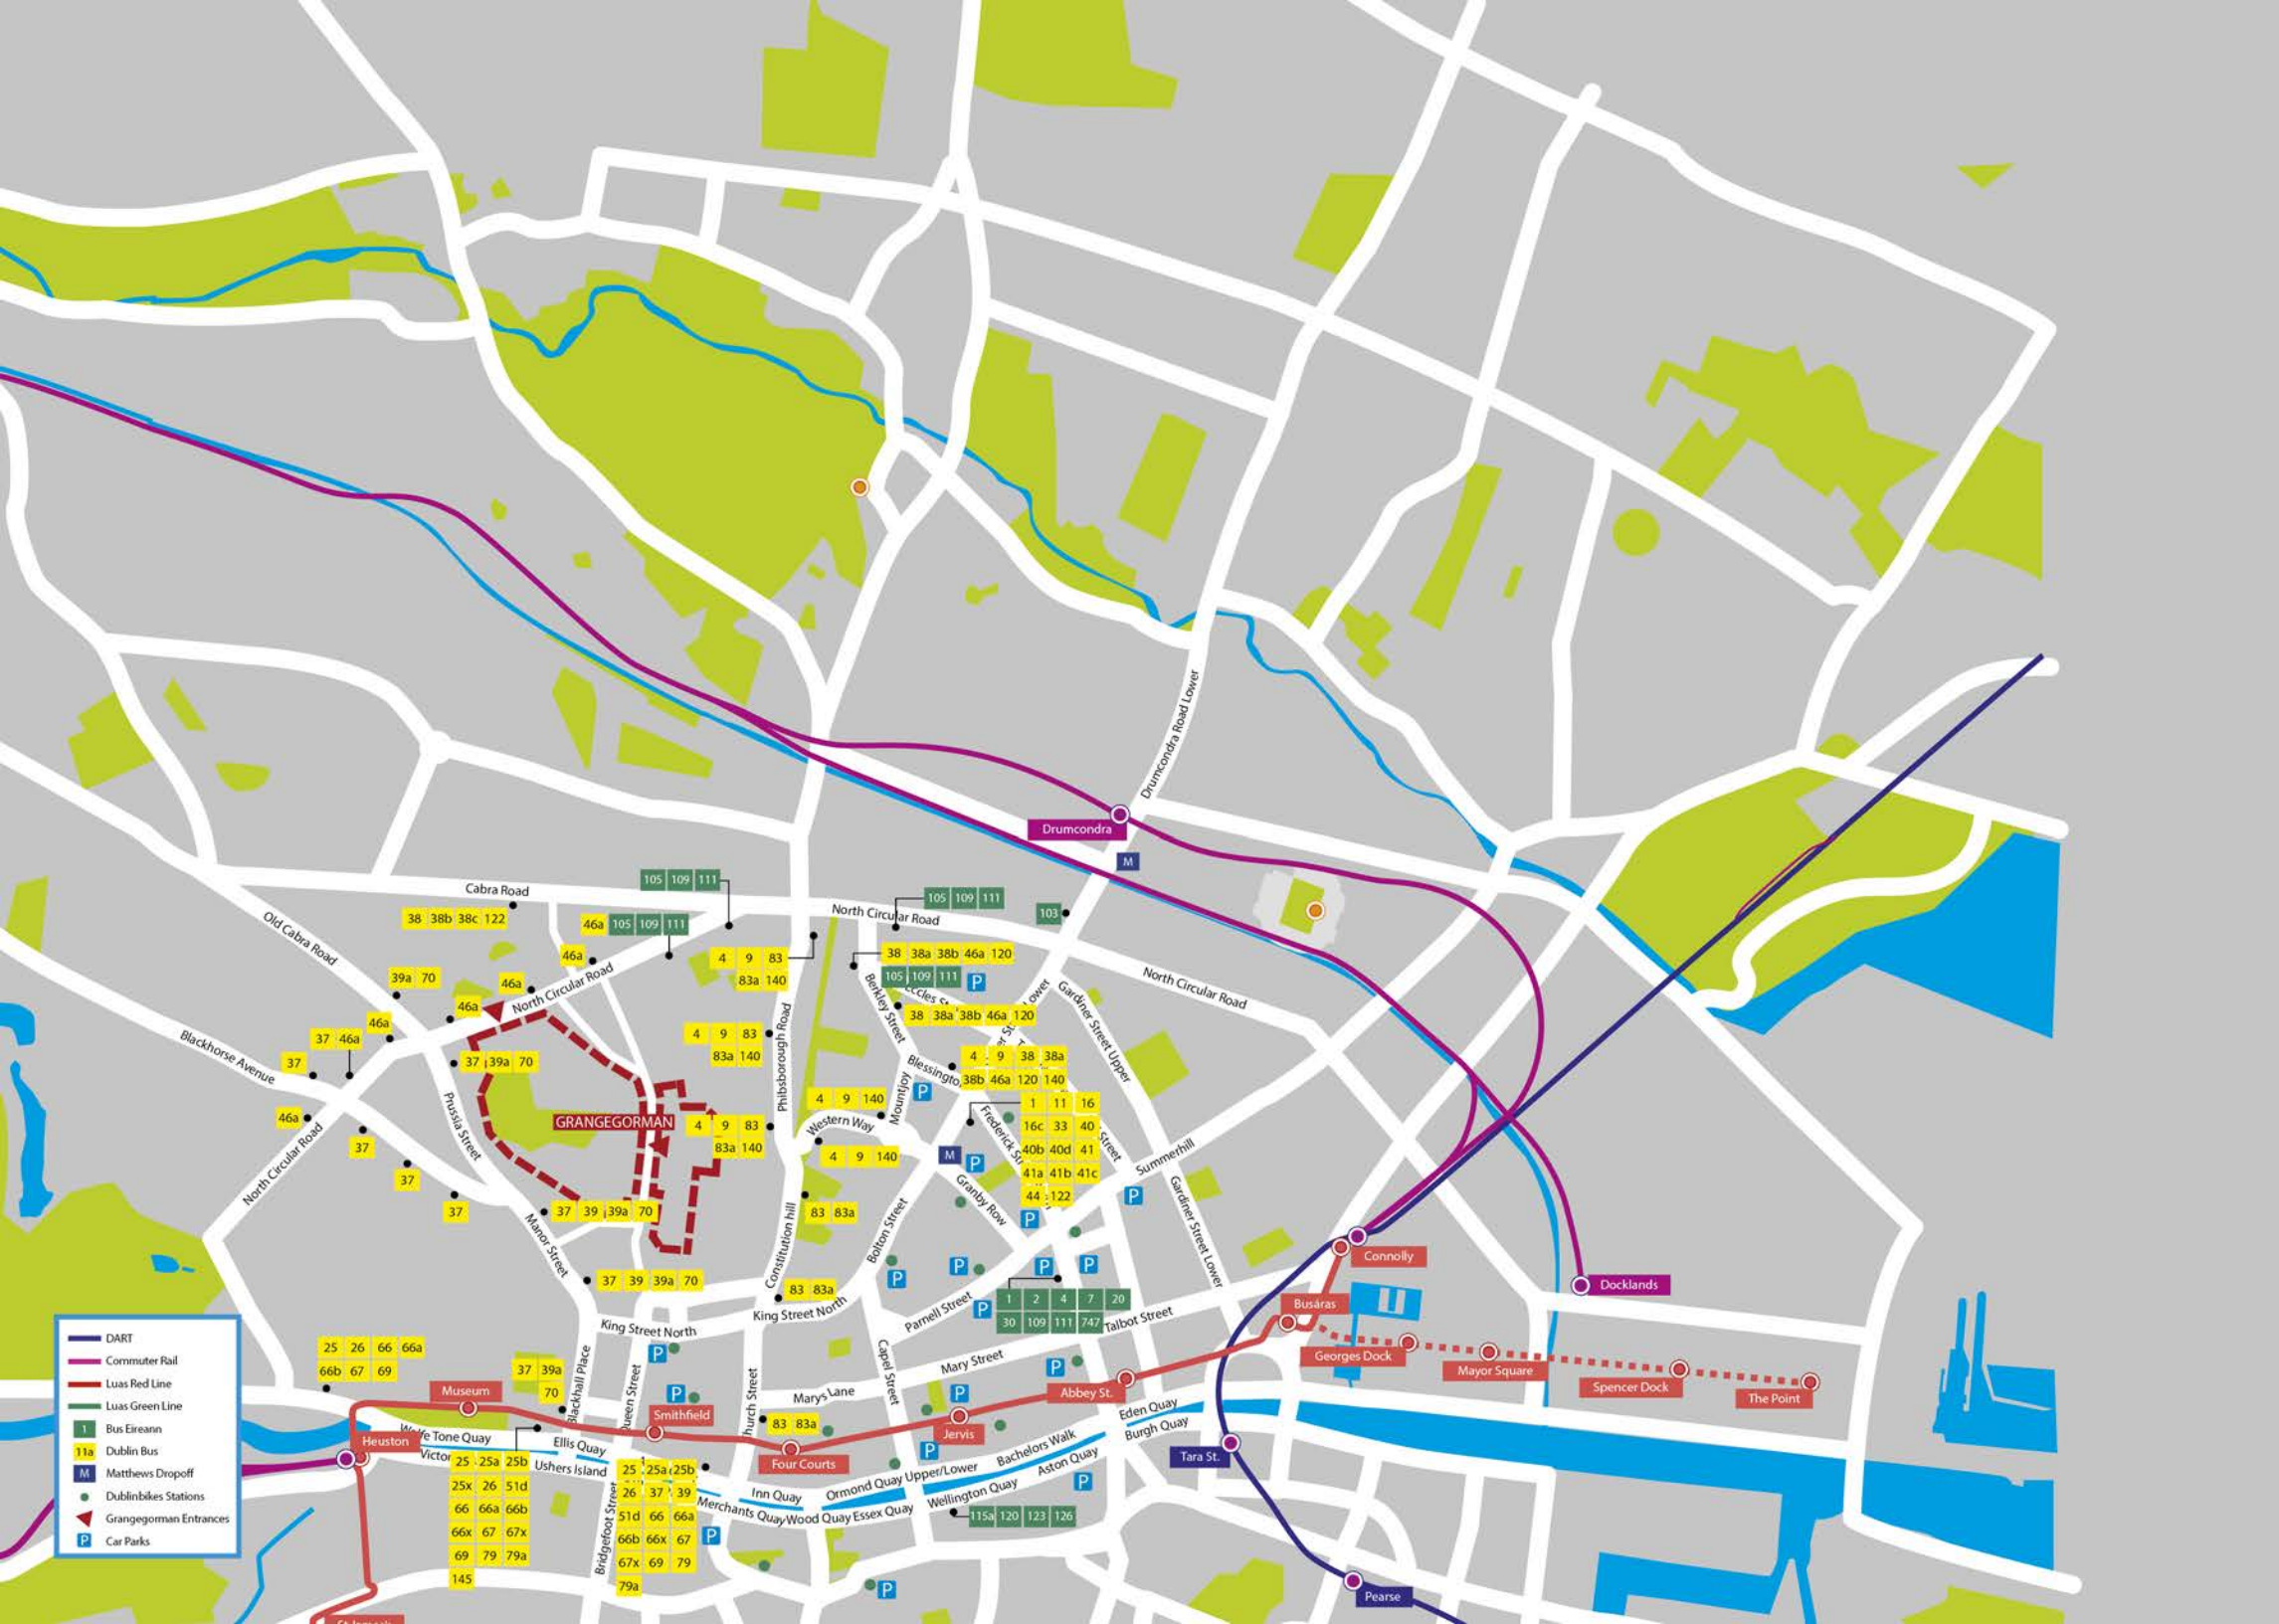 Drumcondra Road Lower
Drumcondra
M
105 109 111
Cabra Road
105 109 111
North Circular Road
103
38 38b 38c 122
46a 105 109 111
Old Cabra Road
46a
4 9 83
83a 140
38 38a 38b 46a 120
105 109 111
P
39a 70
46a
North Circular Road
46a
North Circular Road
Eccles
Lower
Berkley Street
Gardiner Street Upper
38 38a 38b 46a 120
46a
37 46a
4 9 83
83a 140
Phibsborough Road
Blackhorse Avenue
37
37 39a 70
4 9 38 38a
38b 46a 120 140
P
Prussia Street
4 9 140
Mountjoy
1 11 16
16c 33 40
40b 40d 41
41a 41b 41c
44 122
Street
46a
GRANGEGORMAN
4 9 83
83a 140
Western Way
4 9 140
M
P
Summerhill
37
North Circular Road
37
37
37 39 39a 70
83 83a
Granby Row
P
P
Gardiner Street Lower
Manor Street
Constitution hill
Bolton Street
Connolly
37 39 39a 70
83 83a
P
P
P
P
Docklands
King Street North
King Street North
Parnell Street
P
1 2 4 7 20
30 109 111 747
Talbot Street
Busáras
Georges Dock
Mayor Square
Spencer Dock
The Point
DART
Commuter Rail
Luas Red Line
Luas Green Line
1 Bus Eireann
11a Dublin Bus
M Matthews Dropoff
Dublinbikes Stations
Grangegorman Entrances
P Car Parks
25 26 66 66a
66b 67 69
37 39a
70
P
Blackhall Place
Queen Street
Church Street
Capel Street
Mary Street
Marys Lane
P
Abbey St.
Museum
P
Smithfield
P
83 83a
Jervis
Eden Quay
Burgh Quay
Heuston
Wolfe Tone Quay
Ellis Quay
Four Courts
P
Bachelors Walk
Aston Quay
Tara St.
Ushers Island
25 25a 25b
25x 26 51d
66 66a 66b
66x 67 67x
69 79 79a
145
25 25a 25b
26 37 39
51d 66 66a
66b 66x 67
67x 69 79
79a
Inn Quay
Ormond Quay Upper/Lower
P
Merchants Quay
Wood Quay
Essex Quay
Wellington Quay
115a 120 123 126
P
Bridgefoot Street
P
Pearse